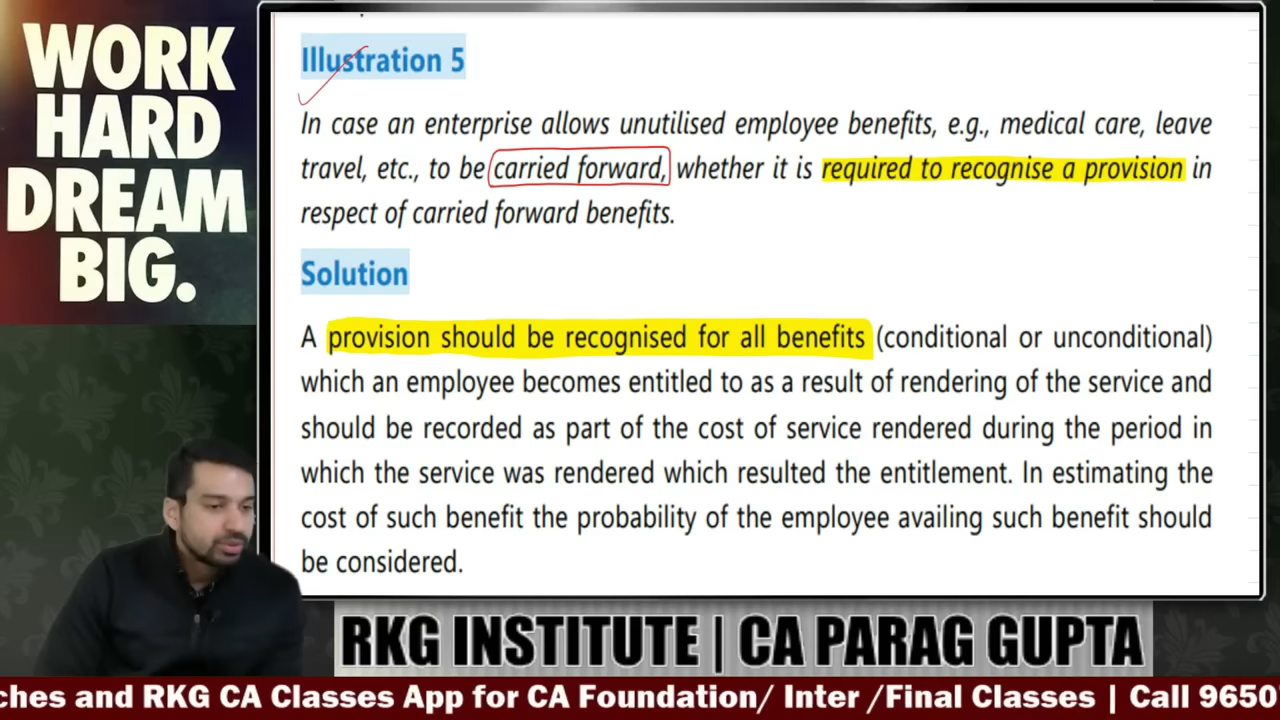 WORK
HARD
DREAM
BIG.
Illustration 5
In case an enterprise allows unutilised employee benefits, e.g., medical care, leave
travel, etc., to be carried forward, whether it is required to recognise a provision in
respect of carried forward benefits.
Solution
A provision should be recognised for all benefits (conditional or unconditional)
which an employee becomes entitled to as a result of rendering of the service and
should be recorded as part of the cost of service rendered during the period in
which the service was rendered which resulted the entitlement. In estimating the
cost of such benefit the probability of the employee availing such benefit should
be considered.
RKG INSTITUTE | CA PARAG GUPTA
ches and RKG CA Classes App for CA Foundation/ Inter /Final Classes | Call 9650